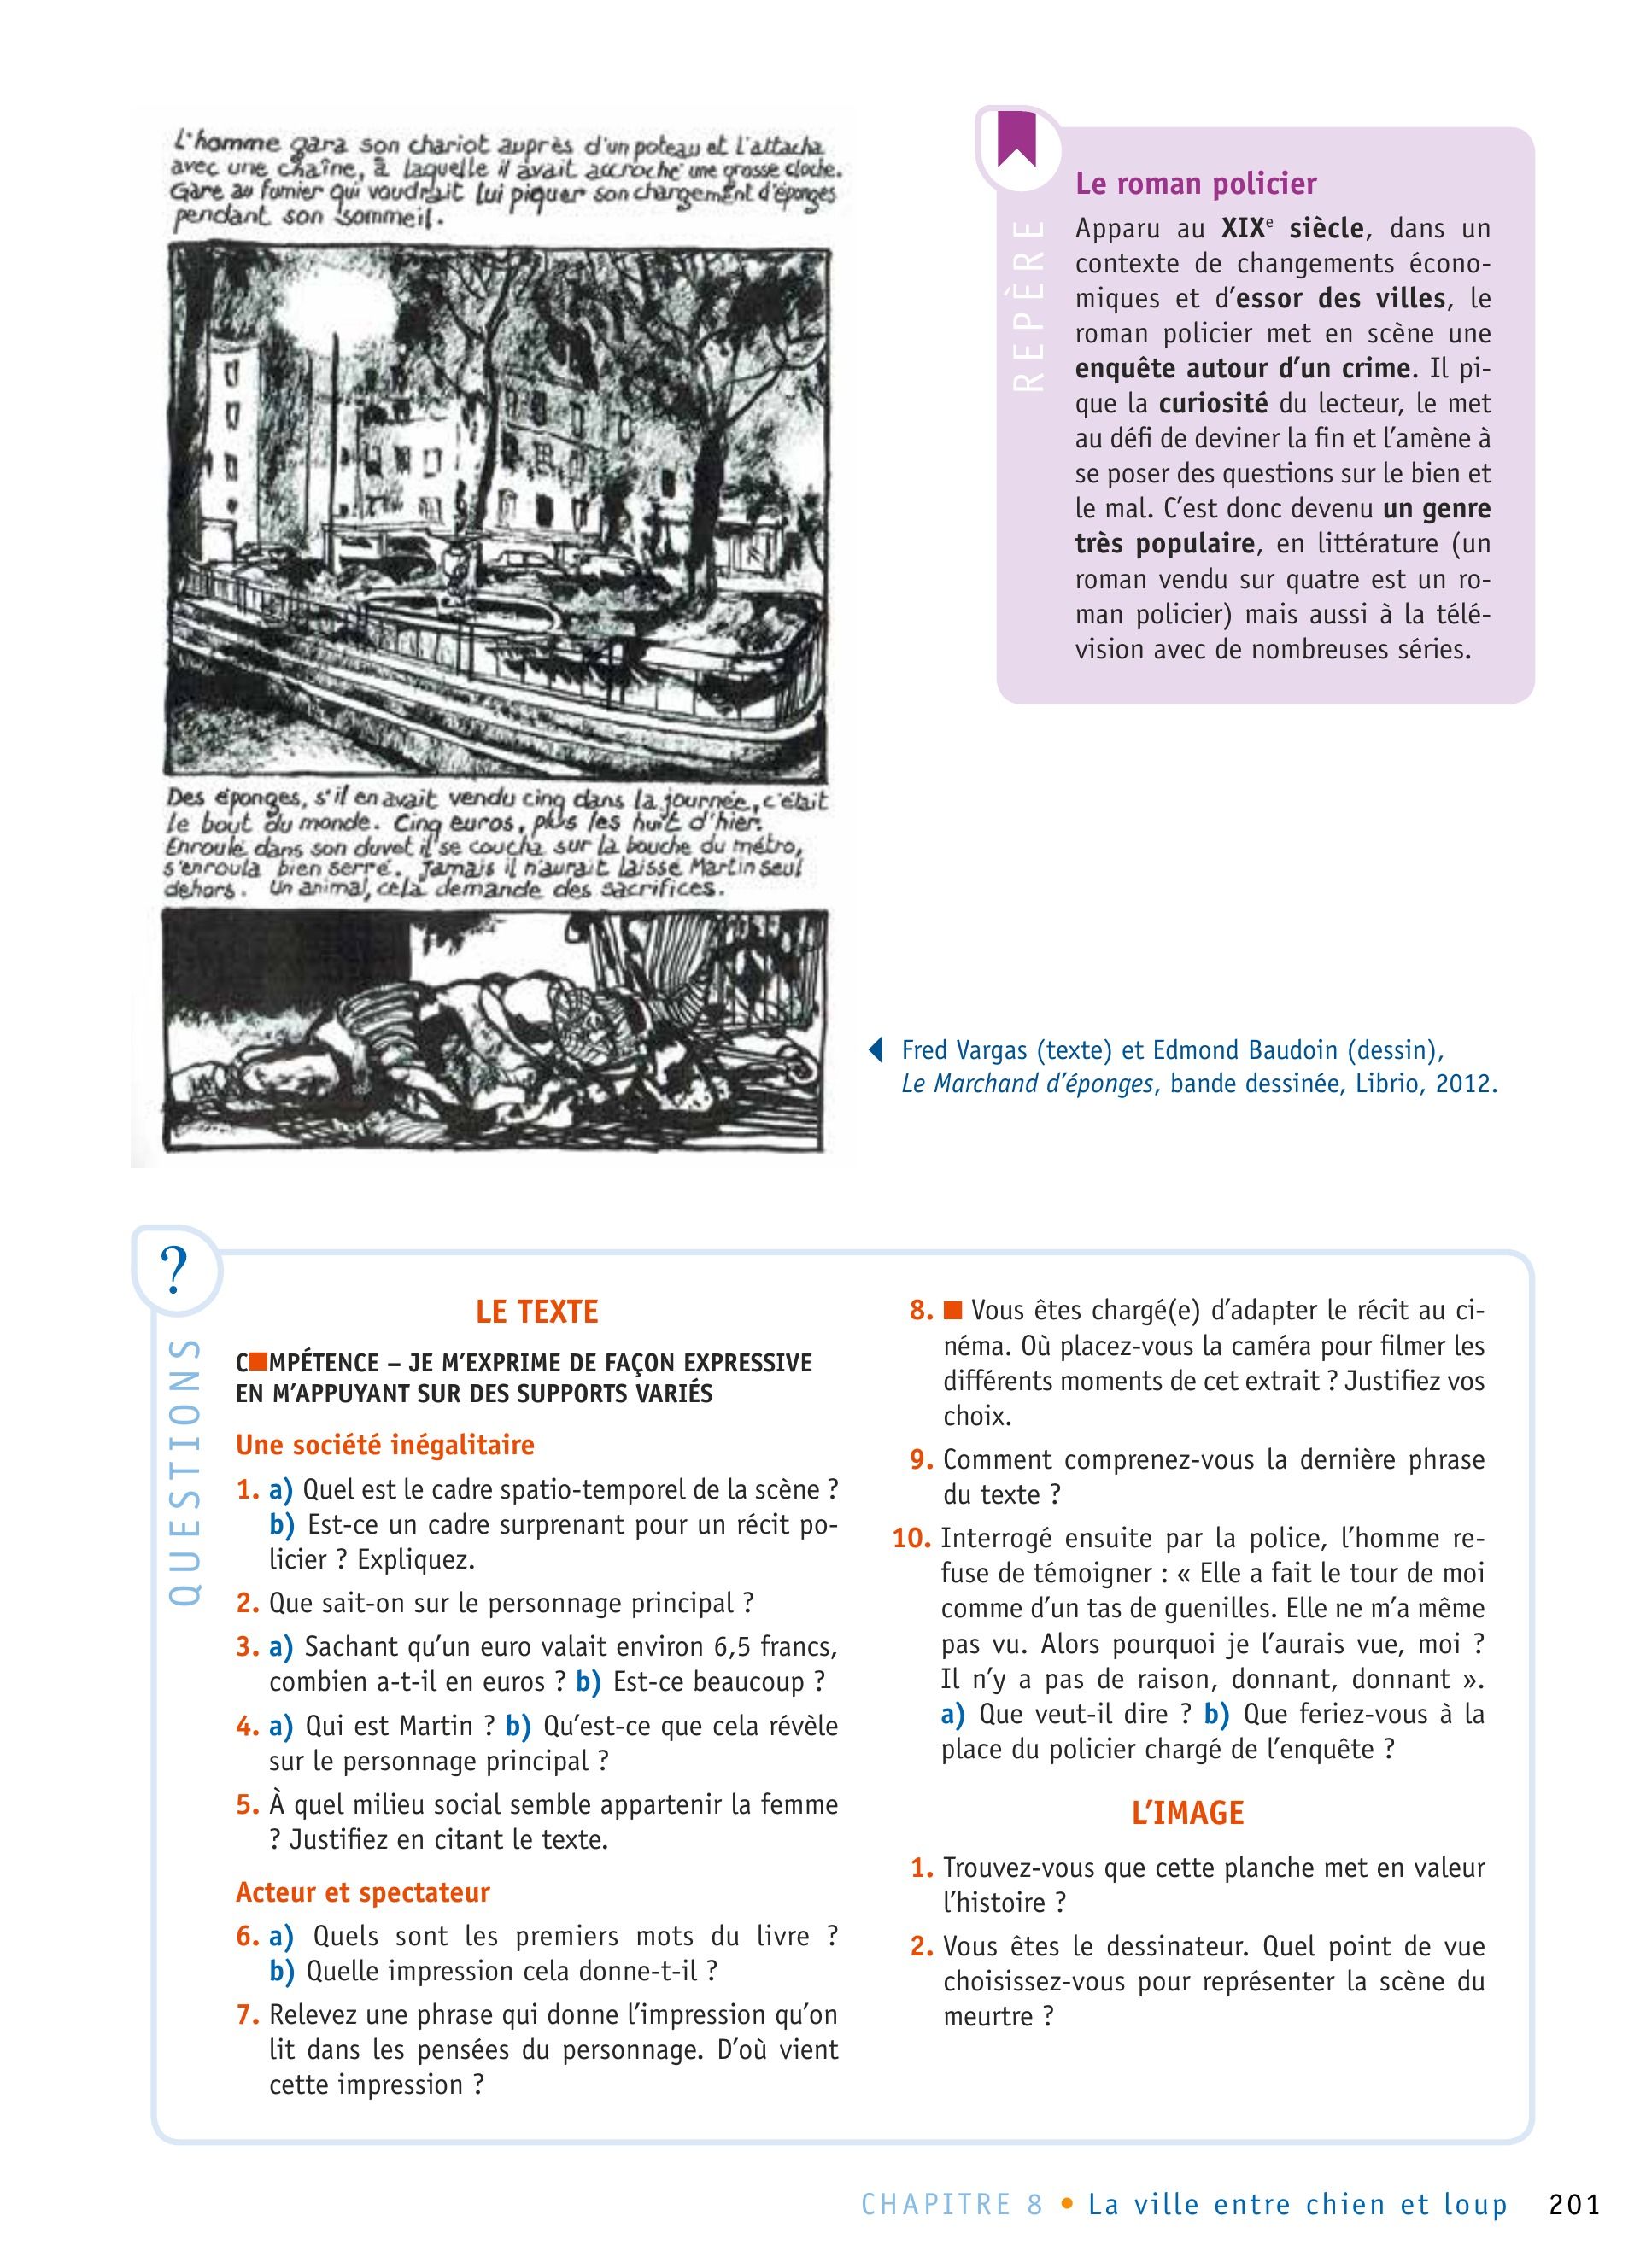 L'homme gara son chariot auprès d'un poteau et l'attacha
avec une chaîne, à laquelle il avait accroché une grosse cloche.
Gare au fumier qui voudrait lui piquer son chargement d'éponges
pendant son sommeil.
Des éponges, s'il en avait vendu cinq dans la journée, c'était
le bout du monde. Cinq euros, plus les huit d'hier.
Enroulé dans son duvet il se coucha sur la bouche du métro,
s'enroula bien serré. Jamais il n'aurait laissé Martin seul
dehors. Un animal, cela demande des sacrifices.
REPÈRE
Le roman policier
Apparu au XIXe siècle, dans un
contexte de changements écono-
miques et d'essor des villes, le
roman policier met en scène une
enquête autour d'un crime. Il pi-
que la curiosité du lecteur, le met
au défi de deviner la fin et l'amène à
se poser des questions sur le bien et
le mal. C'est donc devenu un genre
très populaire, en littérature (un
roman vendu sur quatre est un ro-
man policier) mais aussi à la télé-
vision avec de nombreuses séries.
Fred Vargas (texte) et Edmond Baudoin (dessin),
Le Marchand d'éponges, bande dessinée, Librio, 2012.
?
QUESTIONS
LE TEXTE
C■MPÉTENCE – JE M'EXPRIME DE FAÇON EXPRESSIVE
EN M'APPUYANT SUR DES SUPPORTS VARIÉS
Une société inégalitaire
1. a) Quel est le cadre spatio-temporel de la scène ?
b) Est-ce un cadre surprenant pour un récit po-
licier ? Expliquez.
2. Que sait-on sur le personnage principal ?
3. a) Sachant qu'un euro valait environ 6,5 francs,
combien a-t-il en euros ? b) Est-ce beaucoup ?
4. a) Qui est Martin ? b) Qu'est-ce que cela révèle
sur le personnage principal ?
5. À quel milieu social semble appartenir la femme
? Justifiez en citant le texte.
Acteur et spectateur
6. a) Quels sont les premiers mots du livre ?
b) Quelle impression cela donne-t-il ?
7. Relevez une phrase qui donne l'impression qu'on
lit dans les pensées du personnage. D'où vient
cette impression ?
8. ■ Vous êtes chargé(e) d'adapter le récit au ci-
néma. Où placez-vous la caméra pour filmer les
différents moments de cet extrait ? Justifiez vos
choix.
9. Comment comprenez-vous la dernière phrase
du texte ?
10. Interrogé ensuite par la police, l'homme re-
fuse de témoigner : « Elle a fait le tour de moi
comme d'un tas de guenilles. Elle ne m'a même
pas vu. Alors pourquoi je l'aurais vue, moi ?
Il n'y a pas de raison, donnant, donnant ».
a) Que veut-il dire ? b) Que feriez-vous à la
place du policier chargé de l'enquête ?
L'IMAGE
1. Trouvez-vous que cette planche met en valeur
l'histoire ?
2. Vous êtes le dessinateur. Quel point de vue
choisissez-vous pour représenter la scène du
meurtre ?
CHAPITRE 8 • La ville entre chien et loup 201